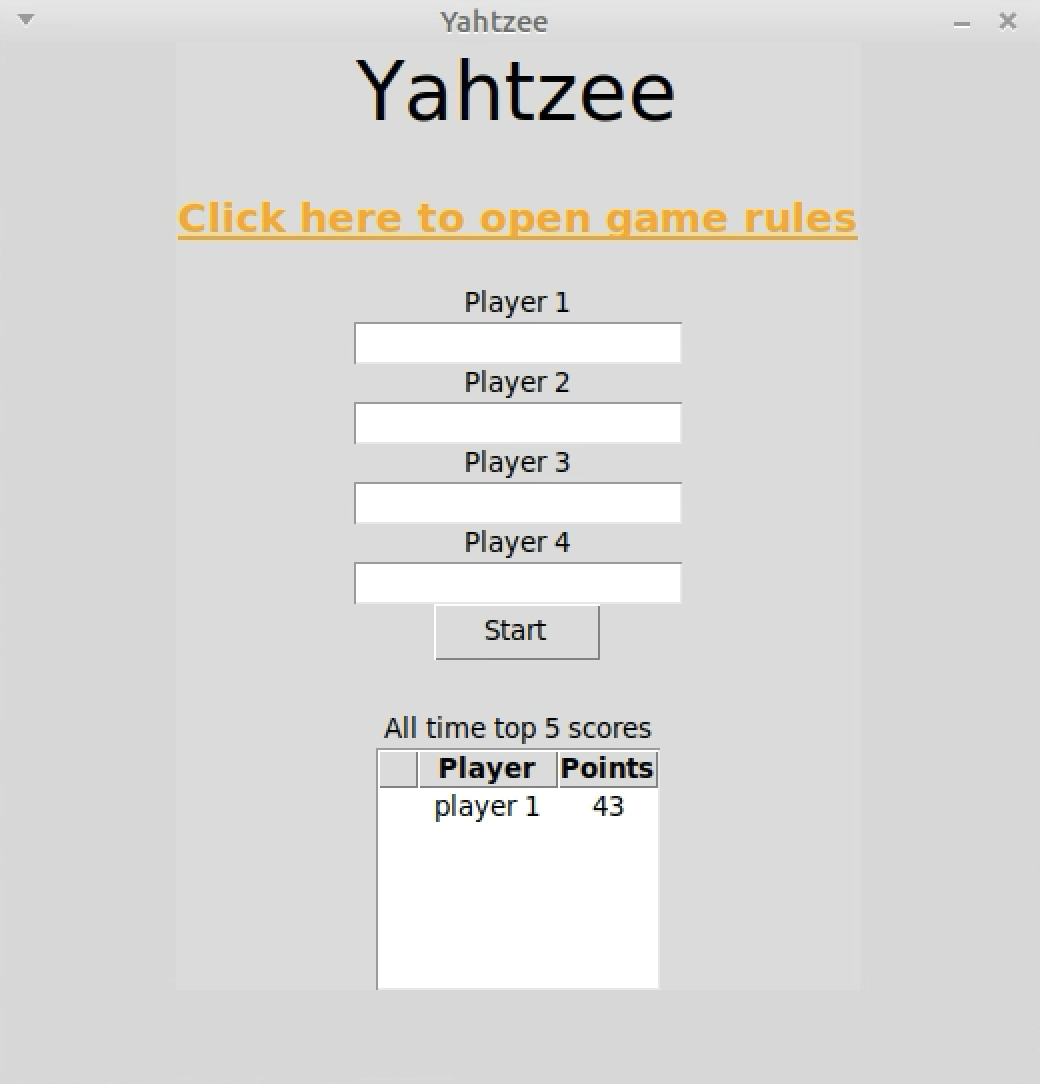 Yahtzee
Yahtzee
Click here to open game rules
Player 1
Player 2
Player 3
Player 4
Start
All time top 5 scores
Player Points
player 1 43